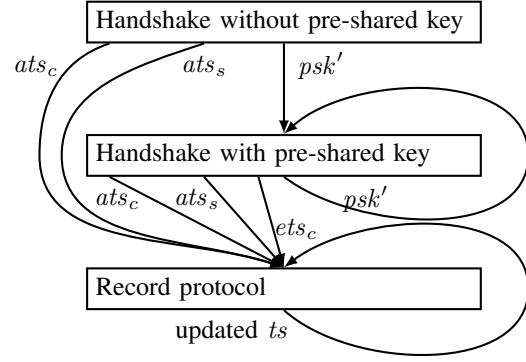 Handshake without pre-shared key
ats_c ats_s psk′
Handshake with pre-shared key
ats_c ats_s ets_c psk′
Record protocol
updated ts